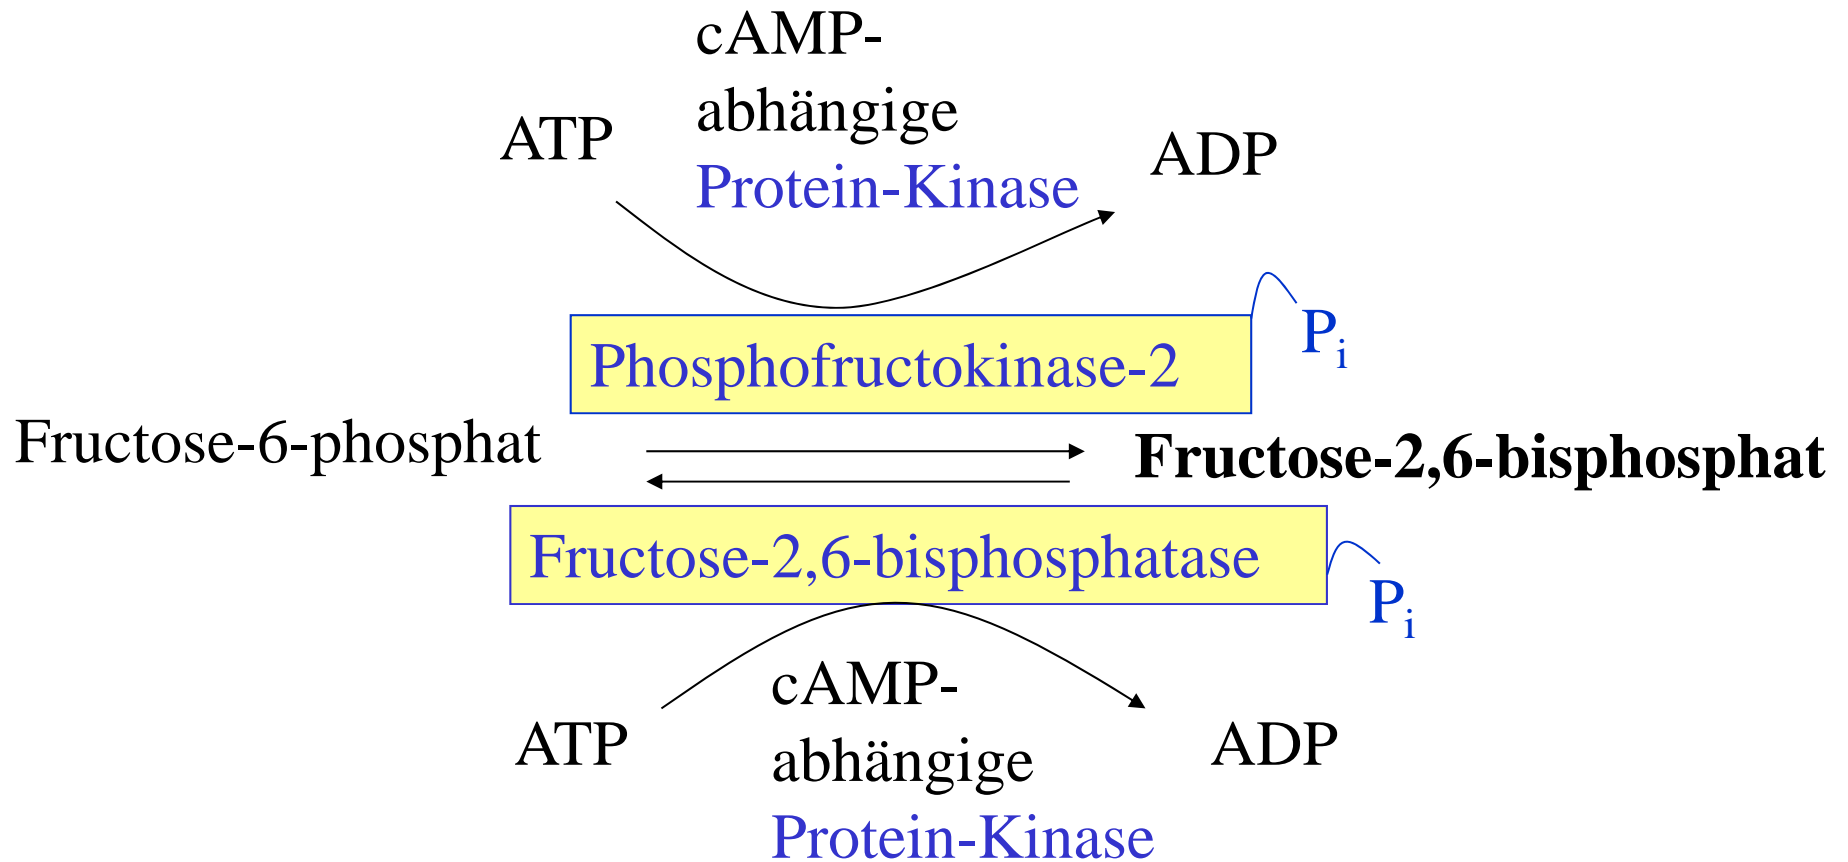 cAMP-
abhängige
Protein-Kinase
ATP
ADP
Phosphofructokinase-2
Pi
Fructose-6-phosphat
Fructose-2,6-bisphosphat
Fructose-2,6-bisphosphatase
Pi
cAMP-
abhängige
Protein-Kinase
ATP
ADP